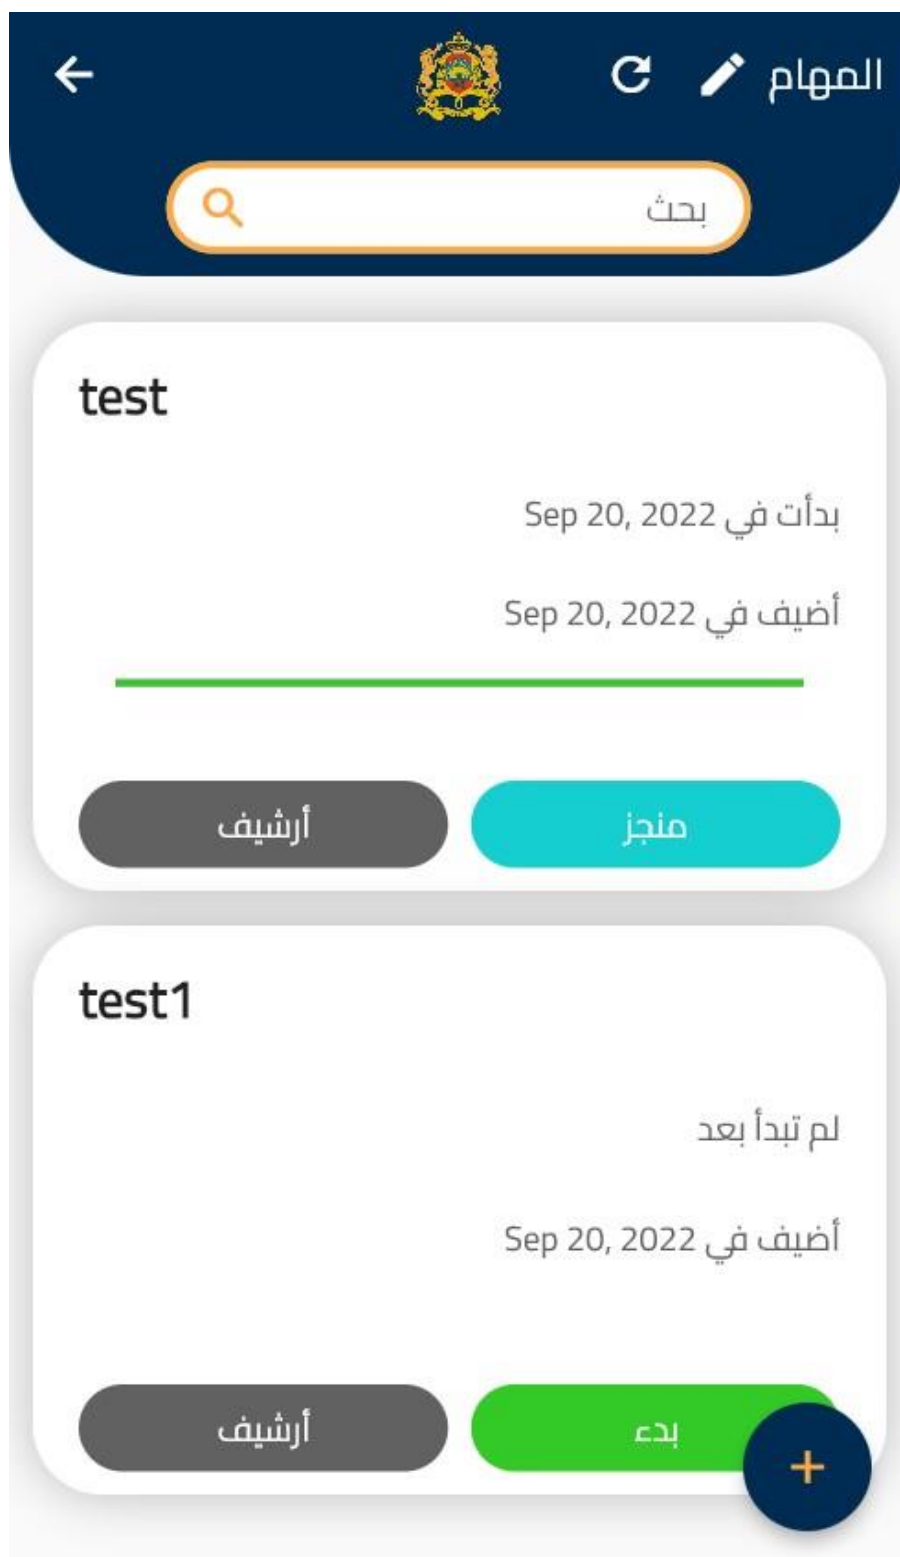 المهام
بحث
test
بدأت في Sep 20, 2022
أضيف في Sep 20, 2022
منجز
أرشيف
test1
لم تبدأ بعد
أضيف في Sep 20, 2022
بدء
أرشيف
+